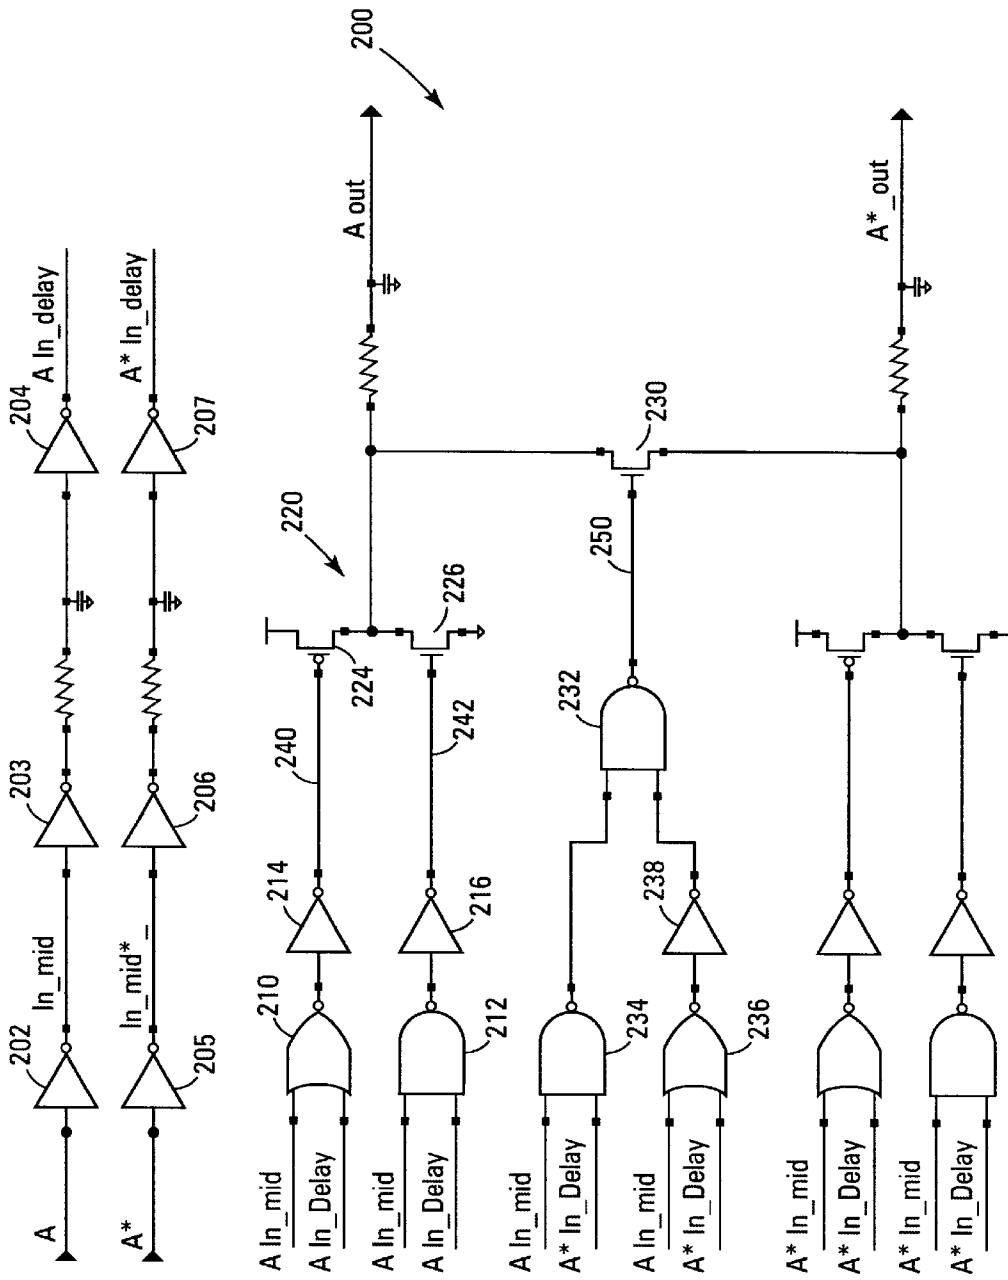 A
202
In_mid
203
204
A In_delay
A*
205
In_mid*_
206
207
A* In_delay
200
A In_mid
A In_Delay
210
214
240
220
224
A out
A In_mid
A In_Delay
212
216
242
226
A In_mid
A* In_Delay
234
232
250
230
A In_mid
A* In_Delay
236
238
A* In_mid
A* In_Delay
A*_out
A* In_mid
A* In_Delay